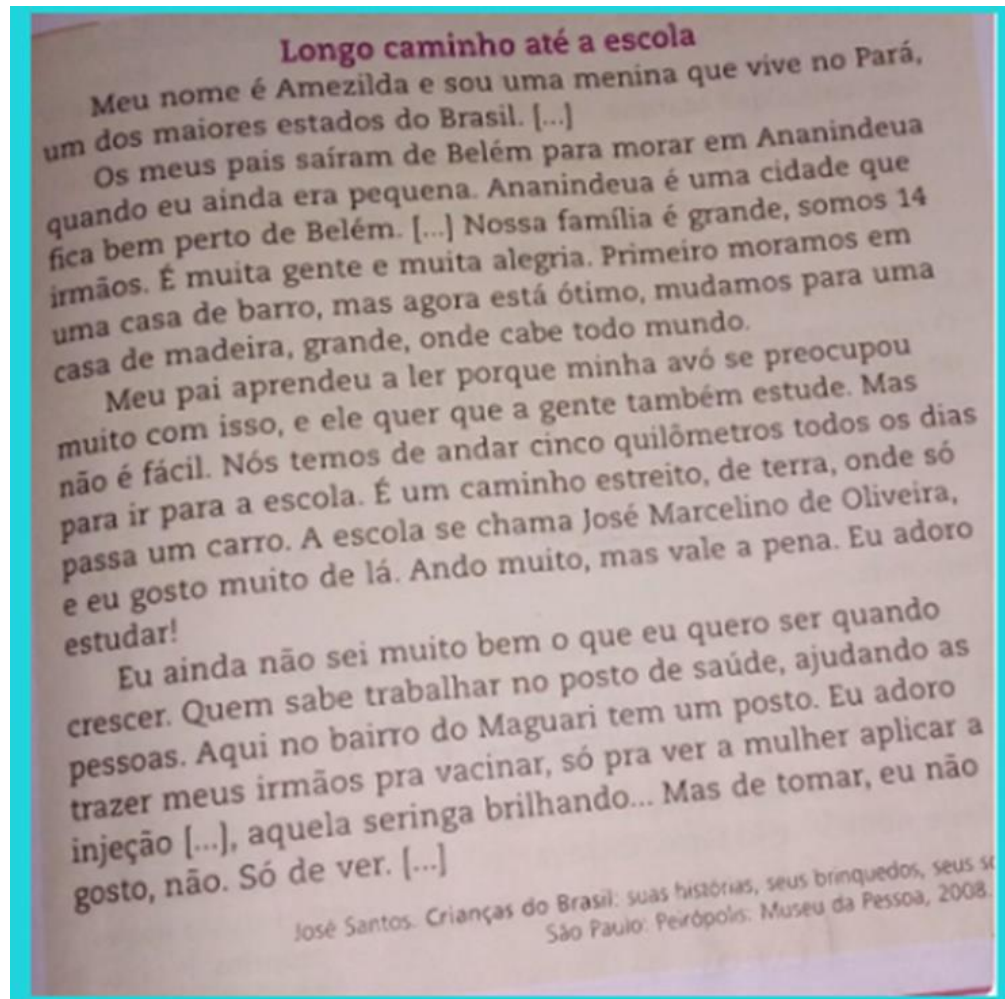 Longo caminho até a escola
Meu nome é Amezilda e sou uma menina que vive no Pará,
um dos maiores estados do Brasil. [...]
Os meus pais saíram de Belém para morar em Ananindeua
quando eu ainda era pequena. Ananindeua é uma cidade que
fica bem perto de Belém. [...] Nossa família é grande, somos 14
irmãos. É muita gente e muita alegria. Primeiro moramos em
uma casa de barro, mas agora está ótimo, mudamos para uma
casa de madeira, grande, onde cabe todo mundo.
Meu pai aprendeu a ler porque minha avó se preocupou
muito com isso, e ele quer que a gente também estude. Mas
não é fácil. Nós temos de andar cinco quilômetros todos os dias
para ir para a escola. É um caminho estreito, de terra, onde só
passa um carro. A escola se chama José Marcelino de Oliveira,
e eu gosto muito de lá. Ando muito, mas vale a pena. Eu adoro
estudar!
Eu ainda não sei muito bem o que eu quero ser quando
crescer. Quem sabe trabalhar no posto de saúde, ajudando as
pessoas. Aqui no bairro do Maguari tem um posto. Eu adoro
trazer meus irmãos pra vacinar, só pra ver a mulher aplicar a
injeção [...], aquela seringa brilhando... Mas de tomar, eu não
gosto, não. Só de ver. [...]
José Santos. Crianças do Brasil: suas histórias, seus brinquedos, seus
São Paulo: Peirópolis: Museu da Pessoa, 2008.